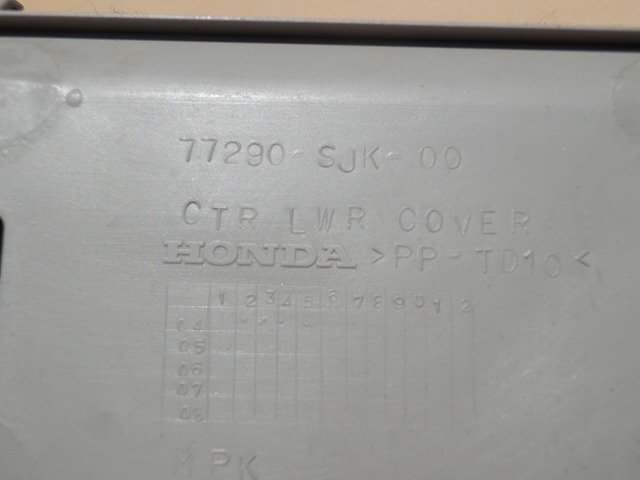 77290-SJK-00
CTR LWR COVER
HONDA >PP-TD10<
1 2 3 4 5 6 7 8 9 0 1 2
04
05
06
07
08
MPK